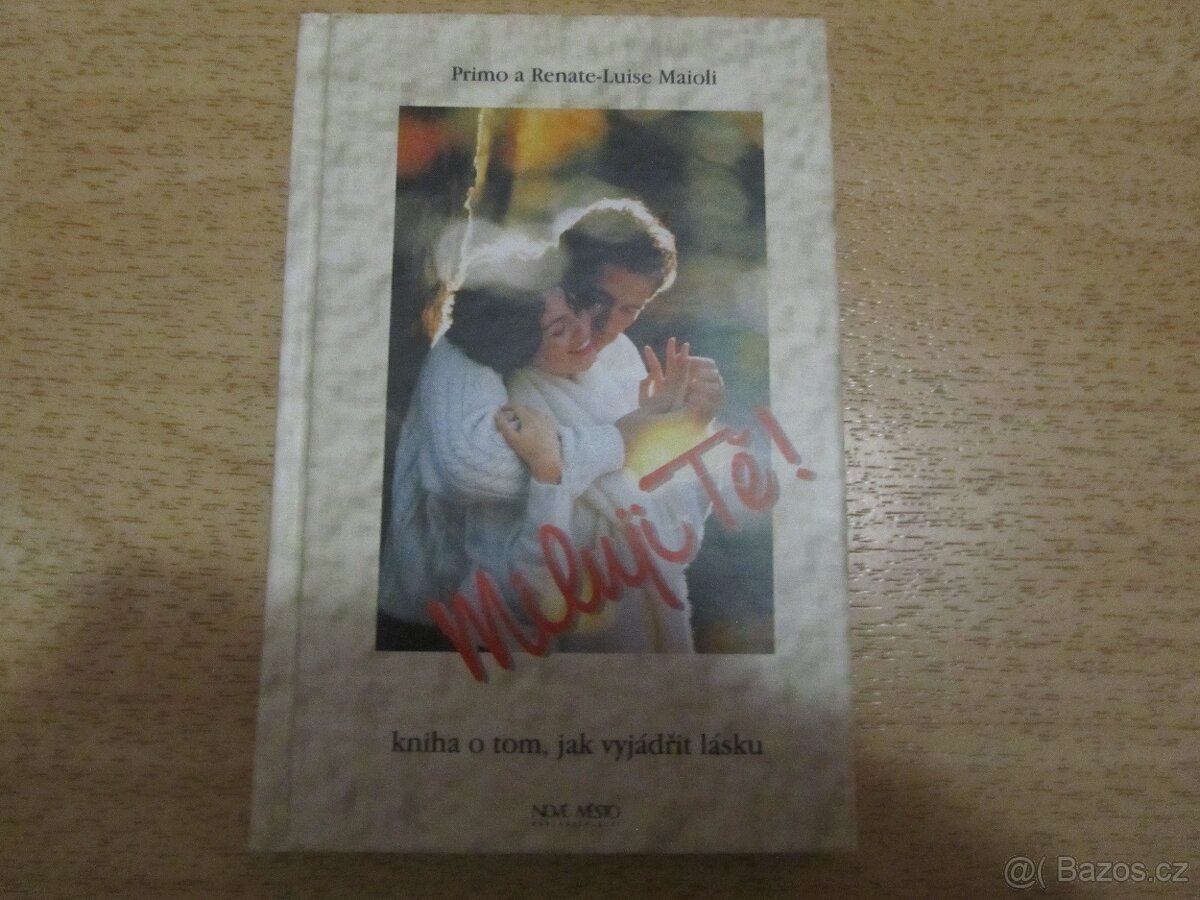 Primo a Renate-Luise Maioli
Miluji Tě!
kniha o tom, jak vyjádřit lásku
NOVÉ MĚSTO
@( Bazos.cz